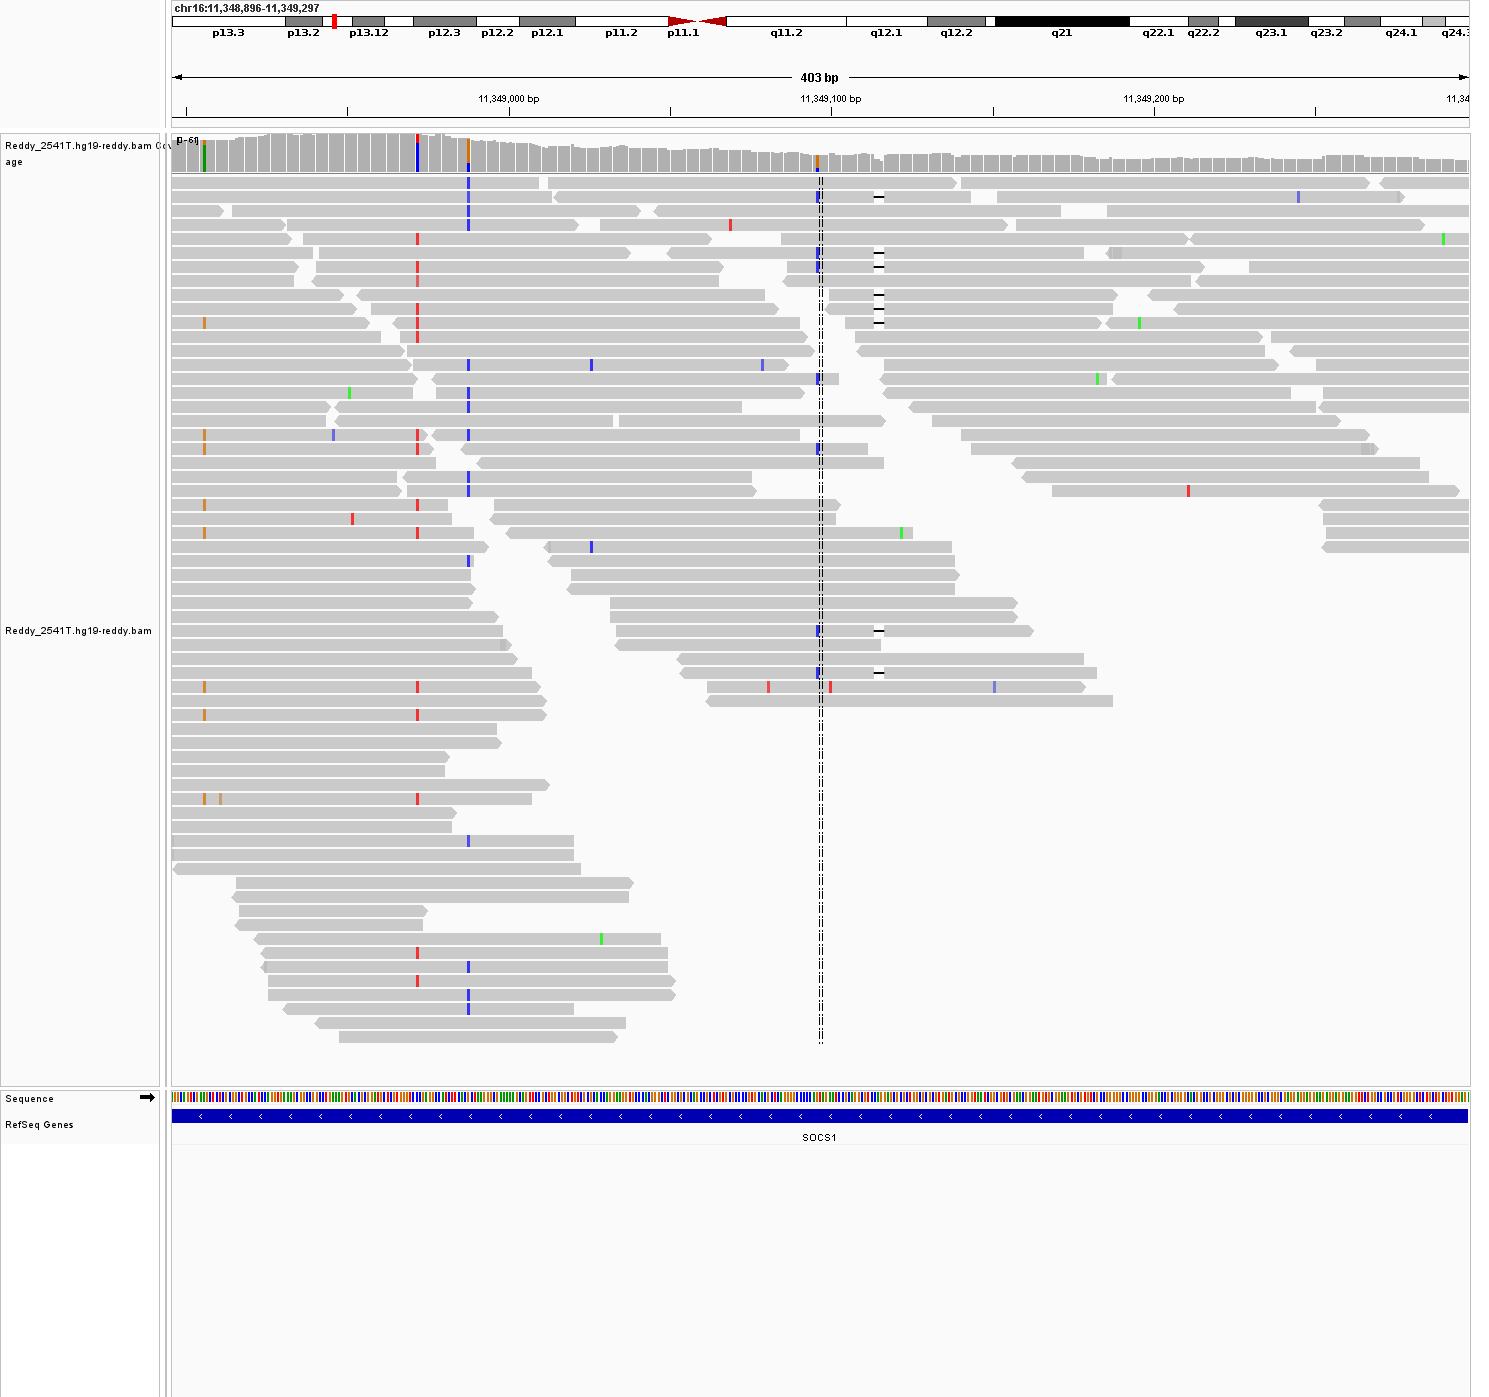 chr16:11,348,896-11,349,297
p13.3 p13.2 p13.12 p12.3 p12.2 p12.1 p11.2 p11.1 q11.2 q12.1 q12.2 q21 q22.1 q22.2 q23.1 q23.2 q24.1 q24.3
403 bp
11,349,000 bp 11,349,100 bp 11,349,200 bp 11,34
Reddy_2541T.hg19-reddy.bam Cov
age
[0-61]
Reddy_2541T.hg19-reddy.bam
Sequence
RefSeq Genes
SOCS1